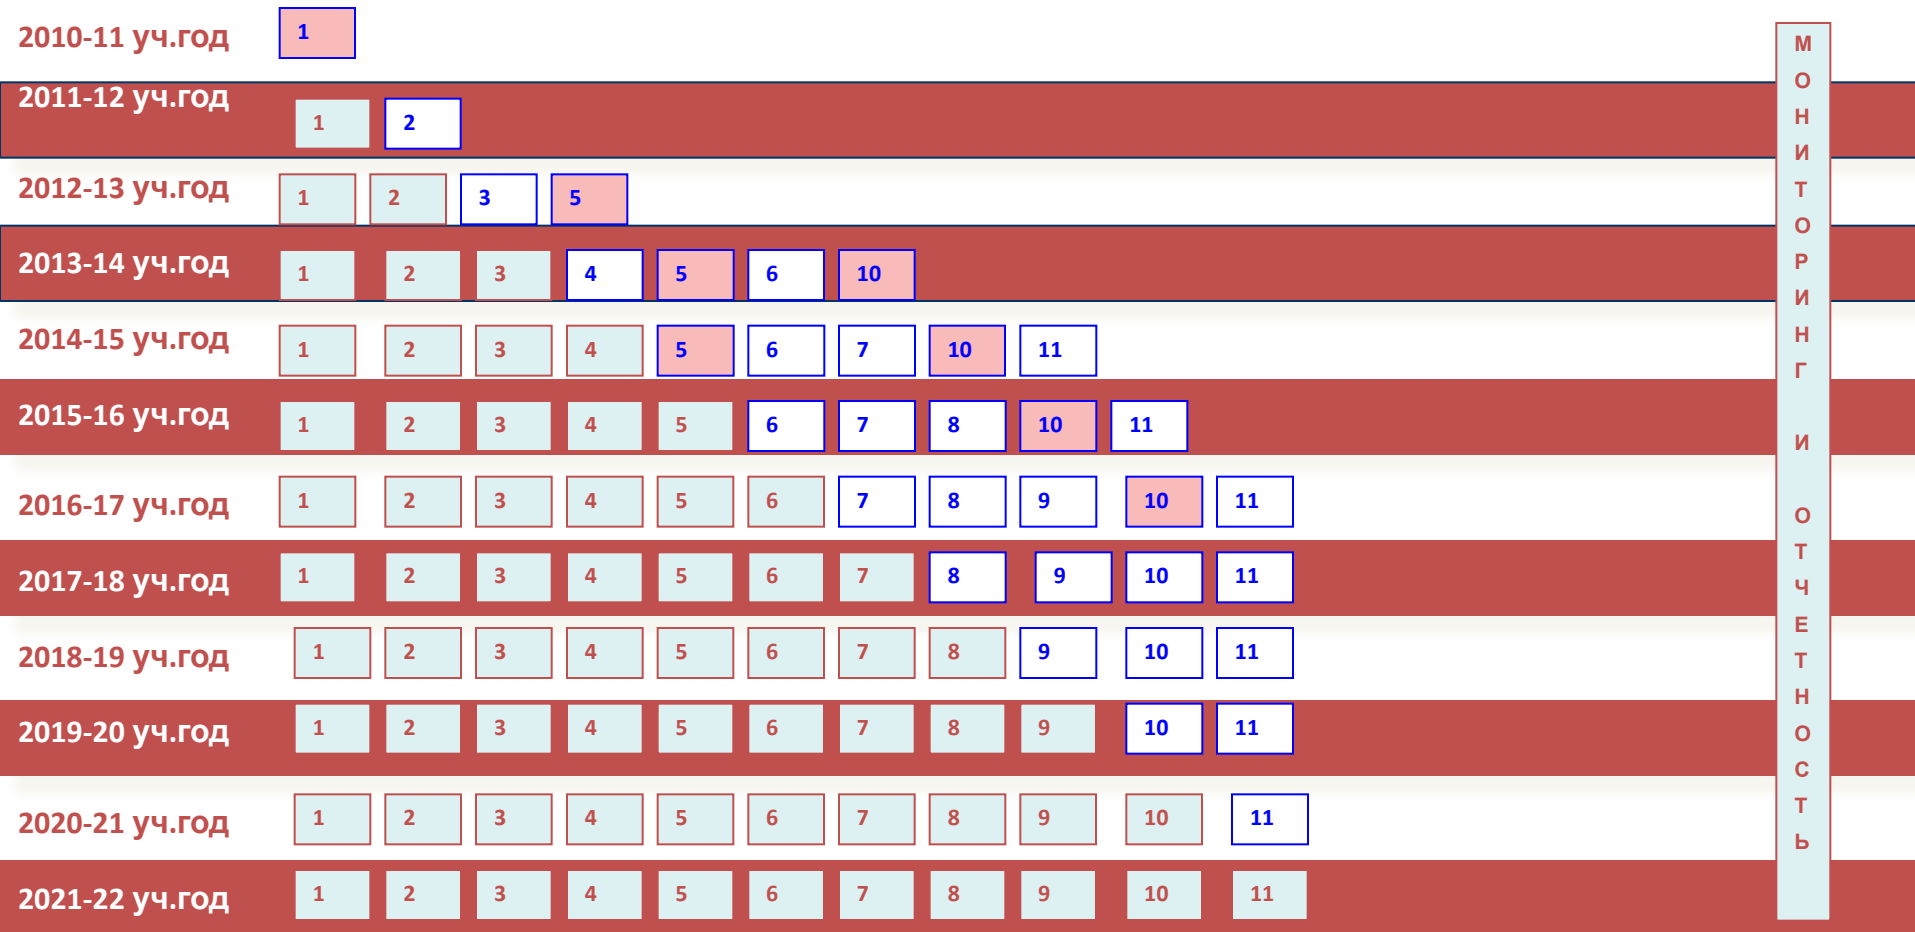 2010-11 уч.год 1
2011-12 уч.год 1 2
2012-13 уч.год 1 2 3 5
2013-14 уч.год 1 2 3 4 5 6 10
2014-15 уч.год 1 2 3 4 5 6 7 10 11
2015-16 уч.год 1 2 3 4 5 6 7 8 10 11
2016-17 уч.год 1 2 3 4 5 6 7 8 9 10 11
2017-18 уч.год 1 2 3 4 5 6 7 8 9 10 11
2018-19 уч.год 1 2 3 4 5 6 7 8 9 10 11
2019-20 уч.год 1 2 3 4 5 6 7 8 9 10 11
2020-21 уч.год 1 2 3 4 5 6 7 8 9 10 11
2021-22 уч.год 1 2 3 4 5 6 7 8 9 10 11
МОНИТОРИНГ И ОТЧЕТНОСТЬ